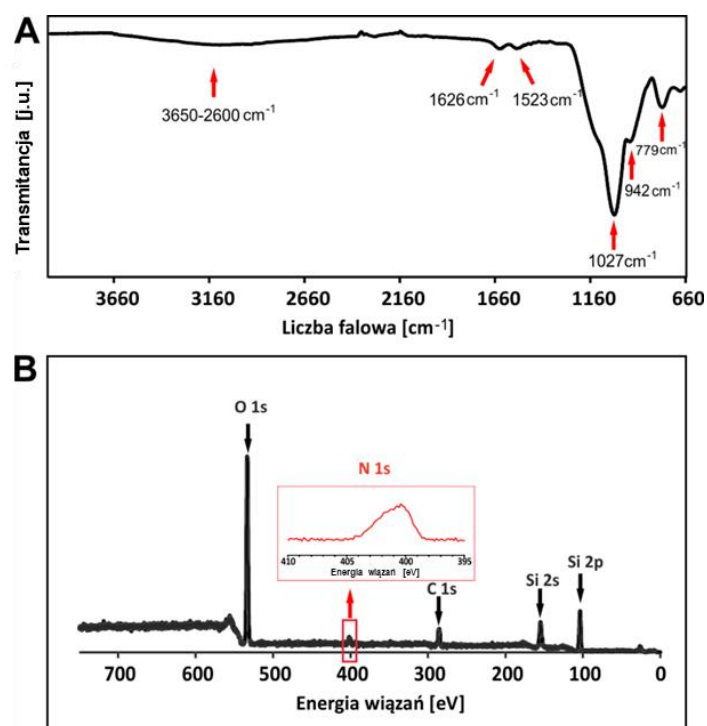 A
Transmitancja [j.u.]
3650-2600 cm-1
1626 cm-1
1523 cm-1
779 cm-1
942 cm-1
1027 cm-1
3660 3160 2660 2160 1660 1160 660
Liczba falowa [cm-1]
B
O 1s
N 1s
410 405 400 395
Energia wiązań [eV]
C 1s
Si 2s
Si 2p
700 600 500 400 300 200 100 0
Energia wiązań [eV]